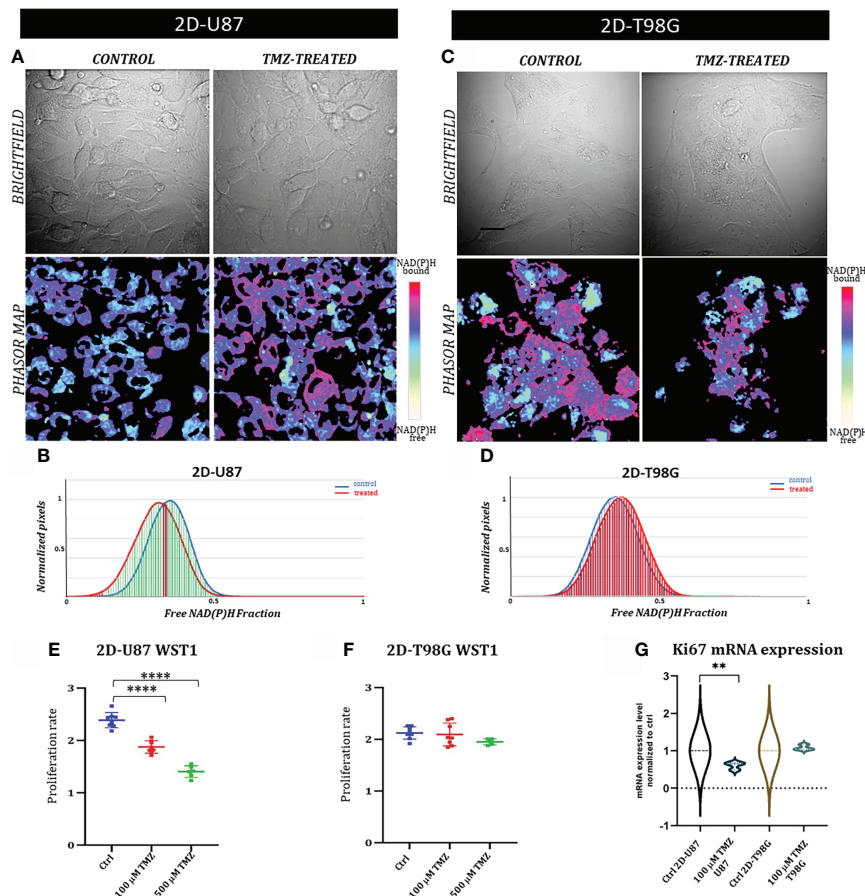 2D-U87
2D-T98G
A
CONTROL
TMZ-TREATED
BRIGHTFIELD
PHASOR MAP
NAD(P)H
bound
NAD(P)H
free
C
CONTROL
TMZ-TREATED
BRIGHTFIELD
PHASOR MAP
NAD(P)H
bound
NAD(P)H
free
B
2D-U87
control
treated
Normalized pixels
1
0.5
0
0.5
1
Free NAD(P)H Fraction
D
2D-T98G
control
treated
Normalized pixels
1
0.5
0
0.5
1
Free NAD(P)H Fraction
E
2D-U87 WST1
****
****
Proliferation rate
3
2
1
0
Ctrl
100 µM TMZ
500 µM TMZ
F
2D-T98G WST1
Proliferation rate
3
2
1
0
Ctrl
100 µM TMZ
500 µM TMZ
G
Ki67 mRNA expression
**
mRNA expression level
normalized to ctrl
3
2
1
0
-1
Ctrl 2D-U87
100 µM TMZ
U87
Ctrl 2D-T98G
100 µM TMZ
T98G